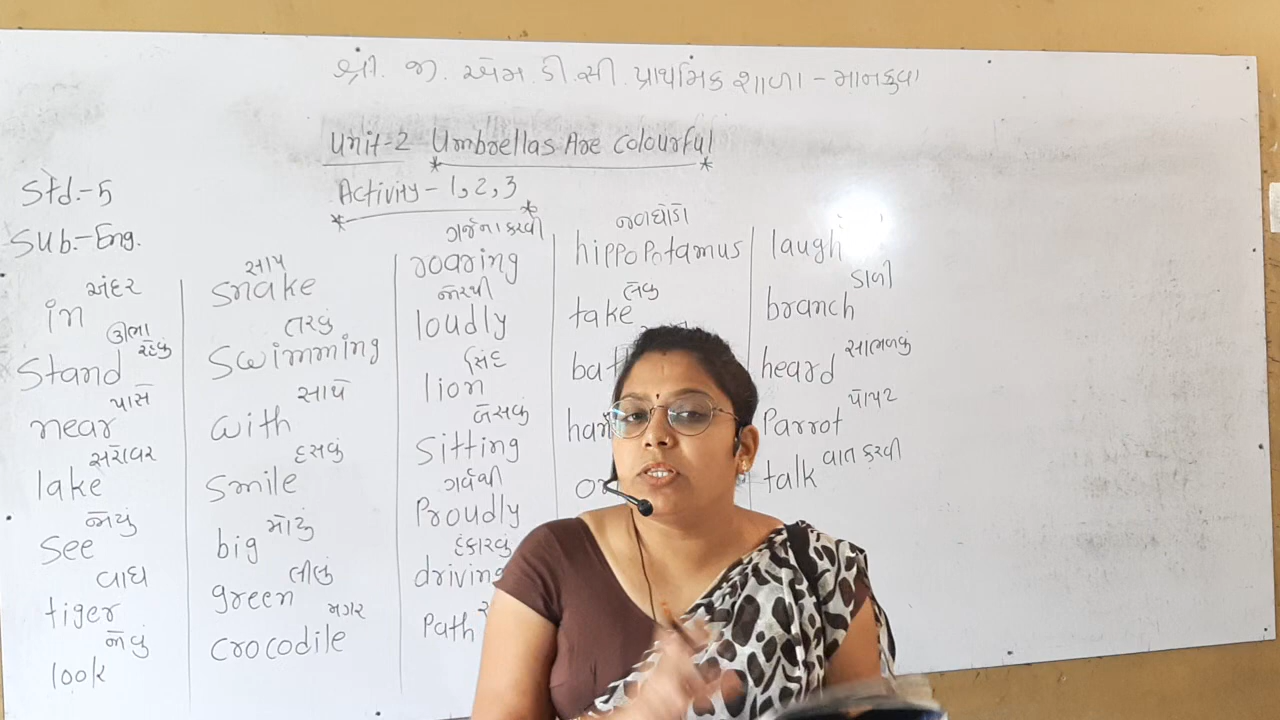 શ્રી. જી. એમ.ડી.સી. પ્રાથમિક શાળા - માનકુવા
Unit-2 Umbrellas Are Colourful
Activity - 1, 2, 3
Std.-5
Sub.-Eng.
in અંદર
Stand ઊભા રહેવું
near પાસે
lake સરોવર
See જોવું
tiger વાઘ
look જોવું
Snake સાપ
Swimming તરવું
with સાથે
Smile હસવું
big મોટું
green લીલું
crocodile મગર
roaring ગર્જના કરવી
loudly જોરથી
lion સિંહ
Sitting બેસવું
Proudly ગર્વથી
driving હંકારવું
Path
hippopotamus જળઘોડો
take લેવું
laugh
branch ડાળી
heard સાંભળવું
Parrot પોપટ
talk વાત કરવી